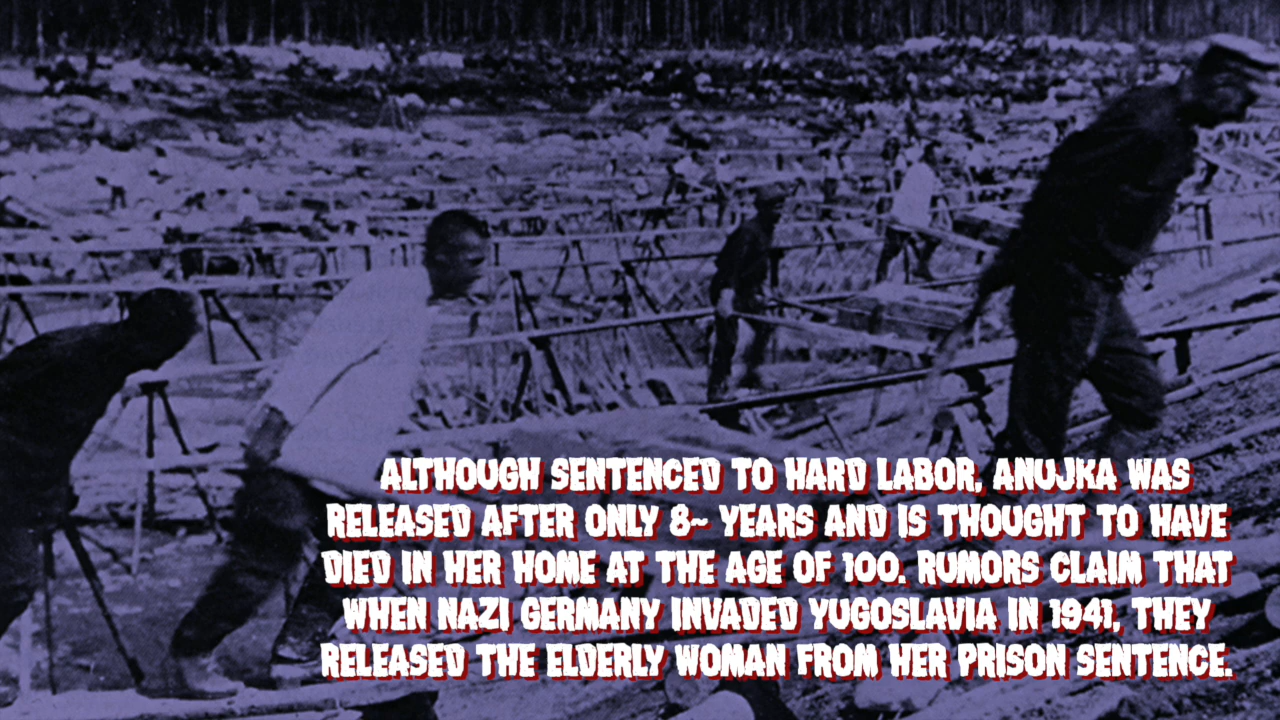 ALTHOUGH SENTENCED TO HARD LABOR, ANUJKA WAS
RELEASED AFTER ONLY 8~ YEARS AND IS THOUGHT TO HAVE
DIED IN HER HOME AT THE AGE OF 100. RUMORS CLAIM THAT
WHEN NAZI GERMANY INVADED YUGOSLAVIA IN 1941, THEY
RELEASED THE ELDERLY WOMAN FROM HER PRISON SENTENCE.